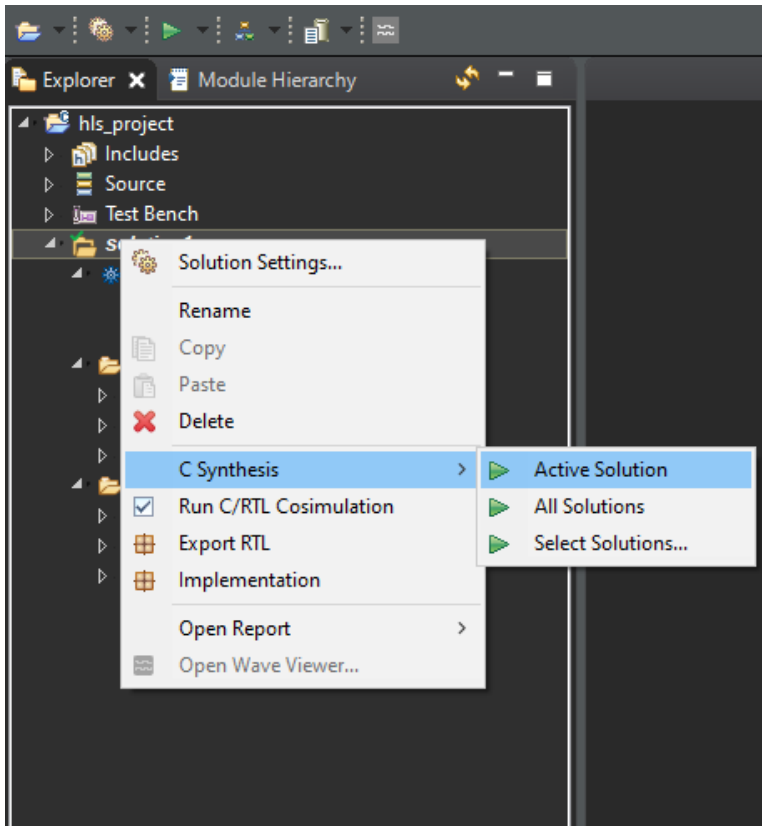 Explorer
Module Hierarchy
hls_project
Includes
Source
Test Bench
Solution Settings...
Rename
Copy
Paste
Delete
C Synthesis
Active Solution
Run C/RTL Cosimulation
All Solutions
Export RTL
Select Solutions...
Implementation
Open Report
Open Wave Viewer...